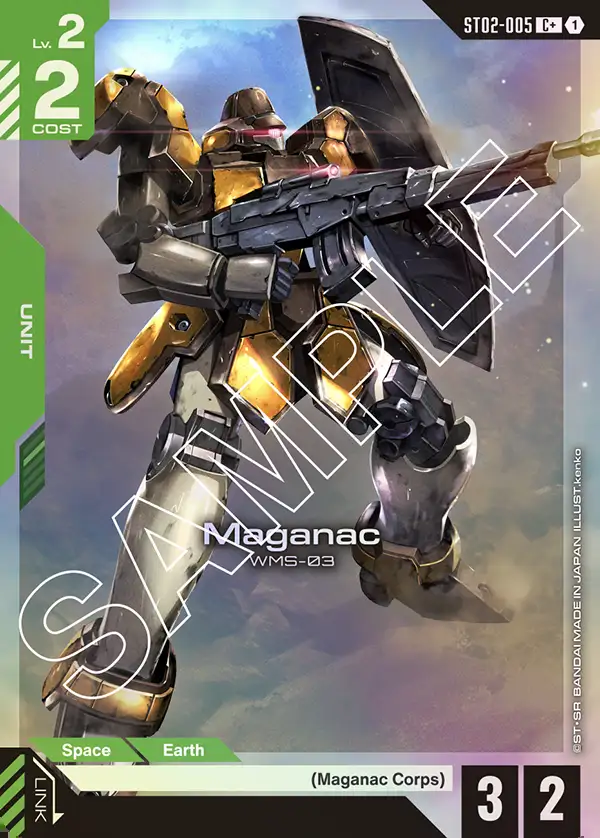 Lv. 2
2
COST
ST02-005 C+ 1
UNIT
SAMPLE
Maganac
WMS-03
©ST・SR BANDAI MADE IN JAPAN ILLUST.kenko
Space Earth
LINK
(Maganac Corps)
3 2